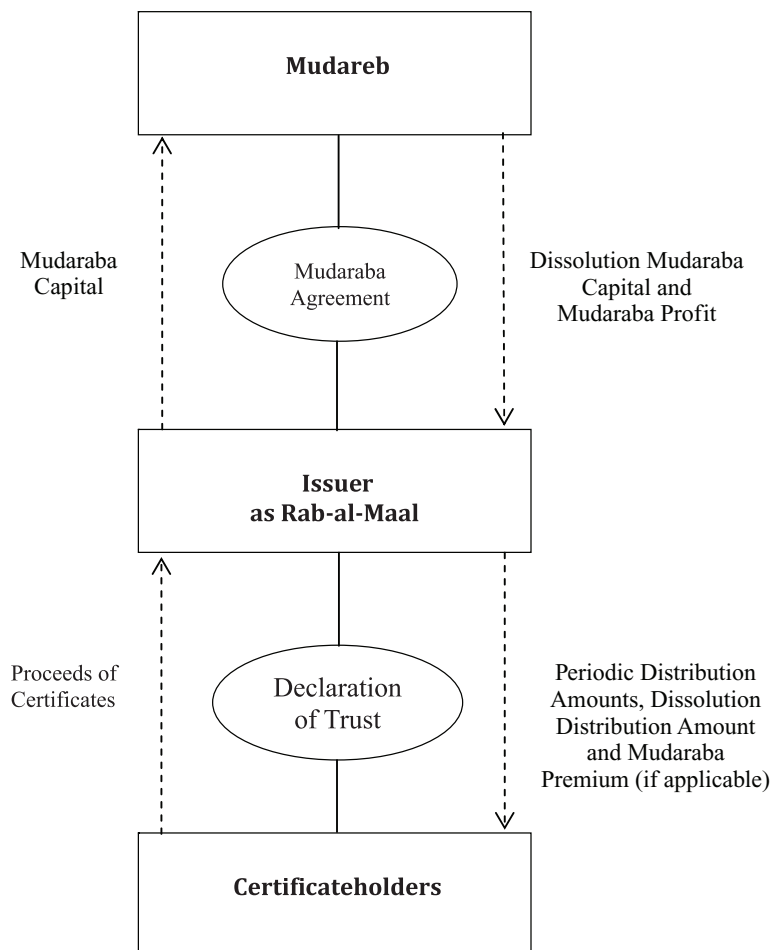 Mudareb
Mudaraba
Capital
Mudaraba
Agreement
Dissolution Mudaraba
Capital and
Mudaraba Profit
Issuer
as Rab-al-Maal
Proceeds of
Certificates
Declaration
of Trust
Periodic Distribution
Amounts, Dissolution
Distribution Amount
and Mudaraba
Premium (if applicable)
Certificateholders